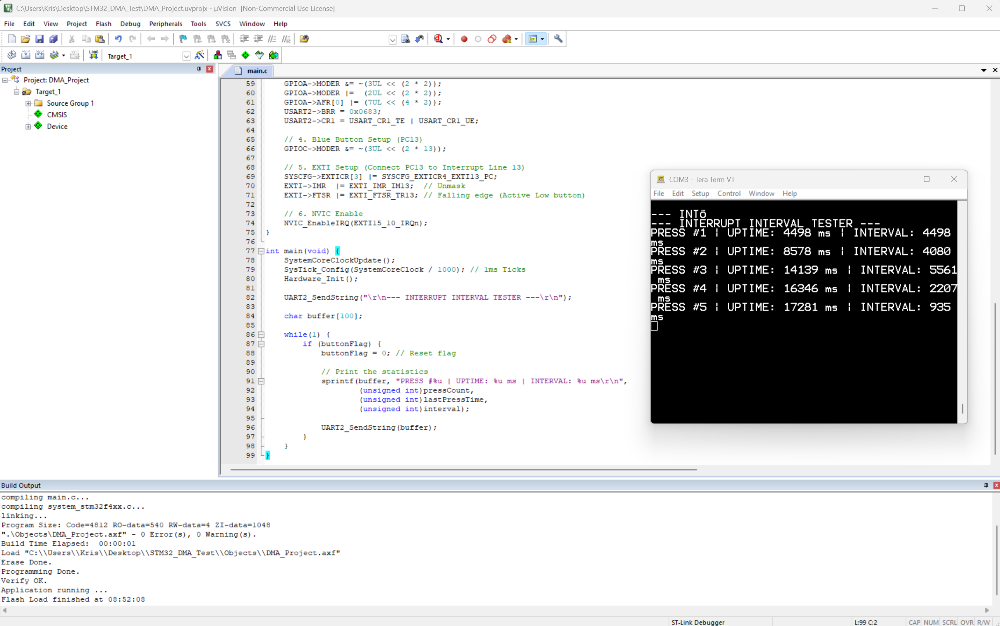 C:\Users\Kris\Desktop\STM32_DMA_Test\DMA_Project.uvprojx - µVision  [Non-Commercial Use License]
File Edit View Project Flash Debug Peripherals Tools SVCS Window Help
LOAD Target_1
Project
Project: DMA_Project
Target_1
Source Group 1
CMSIS
Device
main.c
59     GPIOA->MODER &= ~(3UL << (2 * 2));
60     GPIOA->MODER |=  (2UL << (2 * 2));
61     GPIOA->AFR[0] |= (7UL << (4 * 2));
62     USART2->BRR = 0x0683;
63     USART2->CR1 = USART_CR1_TE | USART_CR1_UE;
64
65     // 4. Blue Button Setup (PC13)
66     GPIOC->MODER &= ~(3UL << (2 * 13));
67
68     // 5. EXTI Setup (Connect PC13 to Interrupt Line 13)
69     SYSCFG->EXTICR[3] |= SYSCFG_EXTICR4_EXTI13_PC;
70     EXTI->IMR  |= EXTI_IMR_IM13;  // Unmask
71     EXTI->FTSR |= EXTI_FTSR_TR13; // Falling edge (Active Low button)
72
73     // 6. NVIC Enable
74     NVIC_EnableIRQ(EXTI15_10_IRQn);
75 }
76
77 int main(void) {
78     SystemCoreClockUpdate();
79     SysTick_Config(SystemCoreClock / 1000); // 1ms Ticks
80     Hardware_Init();
81
82     UART2_SendString("\r\n--- INTERRUPT INTERVAL TESTER ---\r\n");
83
84     char buffer[100];
85
86     while(1) {
87         if (buttonFlag) {
88             buttonFlag = 0; // Reset flag
89
90             // Print the statistics
91             sprintf(buffer, "PRESS #%u | UPTIME: %u ms | INTERVAL: %u ms\r\n",
92                     (unsigned int)pressCount,
93                     (unsigned int)lastPressTime,
94                     (unsigned int)interval);
95
96             UART2_SendString(buffer);
97         }
98     }
99 }
COM3 - Tera Term VT
File Edit Setup Control Window Help
--- INTő
--- INTERRUPT INTERVAL TESTER ---
PRESS #1 | UPTIME: 4498 ms | INTERVAL: 4498
ms
PRESS #2 | UPTIME: 8578 ms | INTERVAL: 4080
ms
PRESS #3 | UPTIME: 14139 ms | INTERVAL: 5561
 ms
PRESS #4 | UPTIME: 16346 ms | INTERVAL: 2207
 ms
PRESS #5 | UPTIME: 17281 ms | INTERVAL: 935
ms
Build Output
compiling main.c...
compiling system_stm32f4xx.c...
linking...
Program Size: Code=4812 RO-data=540 RW-data=4 ZI-data=1048
".\Objects\DMA_Project.axf" - 0 Error(s), 0 Warning(s).
Build Time Elapsed:  00:00:01
Load "C:\\Users\\Kris\\Desktop\\STM32_DMA_Test\\Objects\\DMA_Project.axf"
Erase Done.
Programming Done.
Verify OK.
Application running ...
Flash Load finished at 08:52:08
ST-Link Debugger L:99 C:2 CAP NUM SCRL OVR R/W